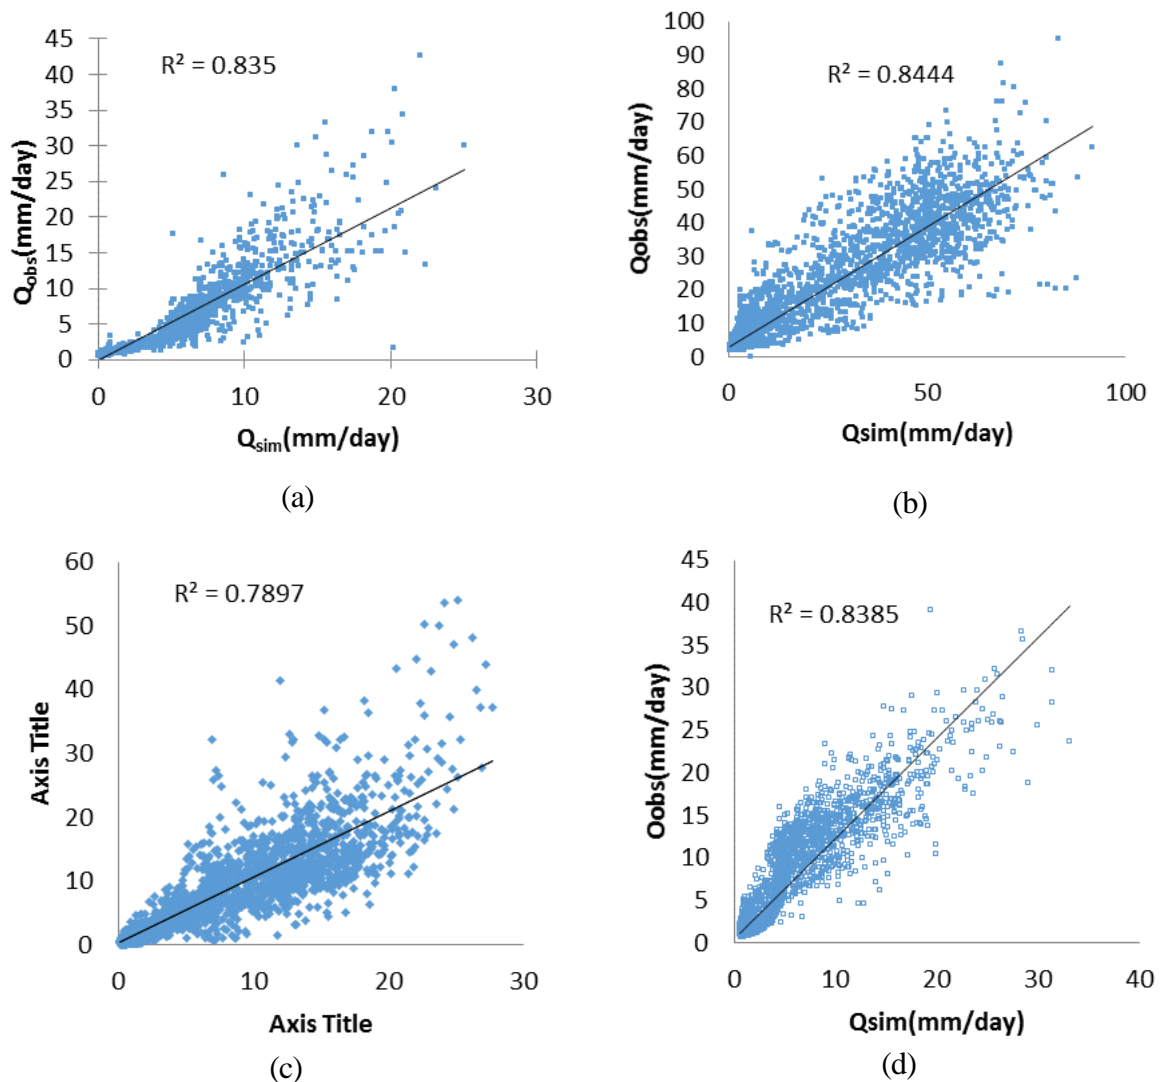 R² = 0.835
45
40
35
30
25
20
15
10
5
0
Qobs(mm/day)
0 10 20 30
Qsim(mm/day)
(a)
R² = 0.8444
100
90
80
70
60
50
40
30
20
10
0
Qobs(mm/day)
0 50 100
Qsim(mm/day)
(b)
R² = 0.7897
60
50
40
30
20
10
0
Axis Title
0 10 20 30
Axis Title
(c)
R² = 0.8385
45
40
35
30
25
20
15
10
5
0
Oobs(mm/day)
0 10 20 30 40
Qsim(mm/day)
(d)